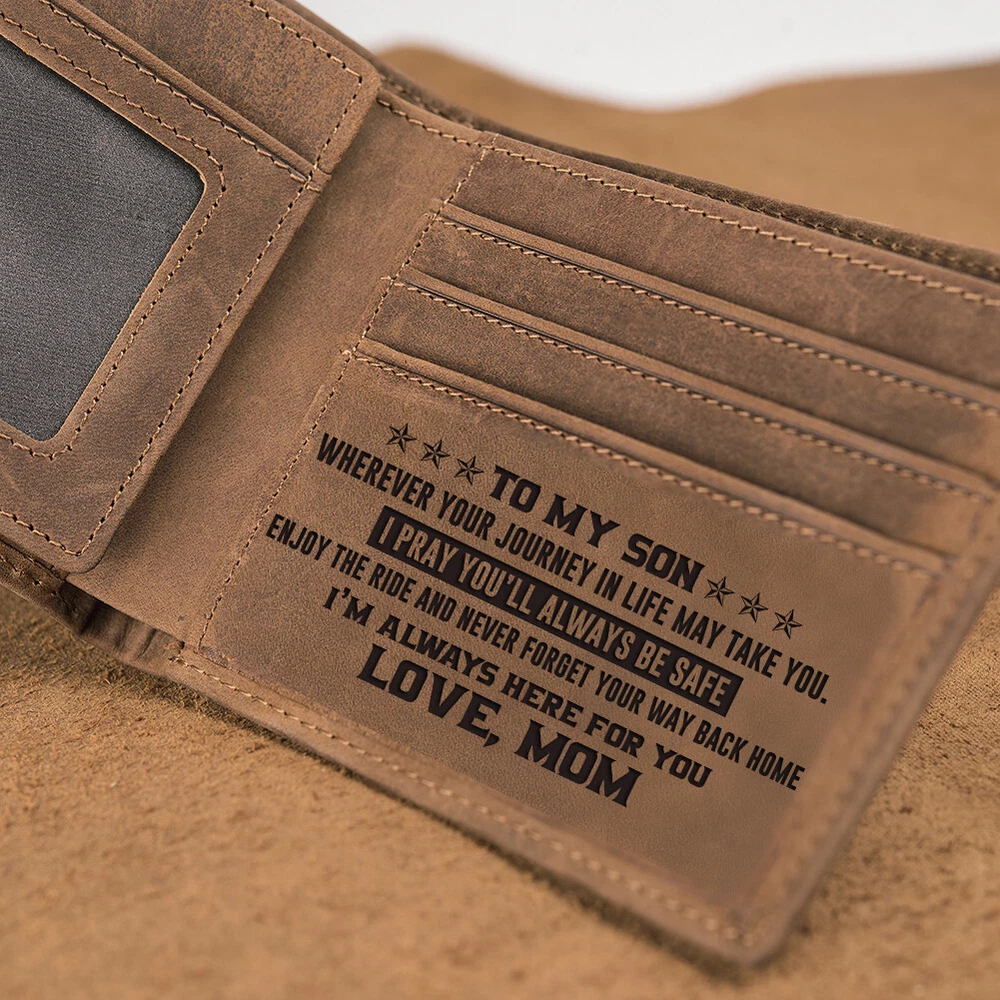 TO MY SON
WHEREVER YOUR JOURNEY IN LIFE MAY TAKE YOU.
I PRAY YOU'LL ALWAYS BE SAFE
ENJOY THE RIDE AND NEVER FORGET YOUR WAY BACK HOME
I'M ALWAYS HERE FOR YOU
LOVE, MOM